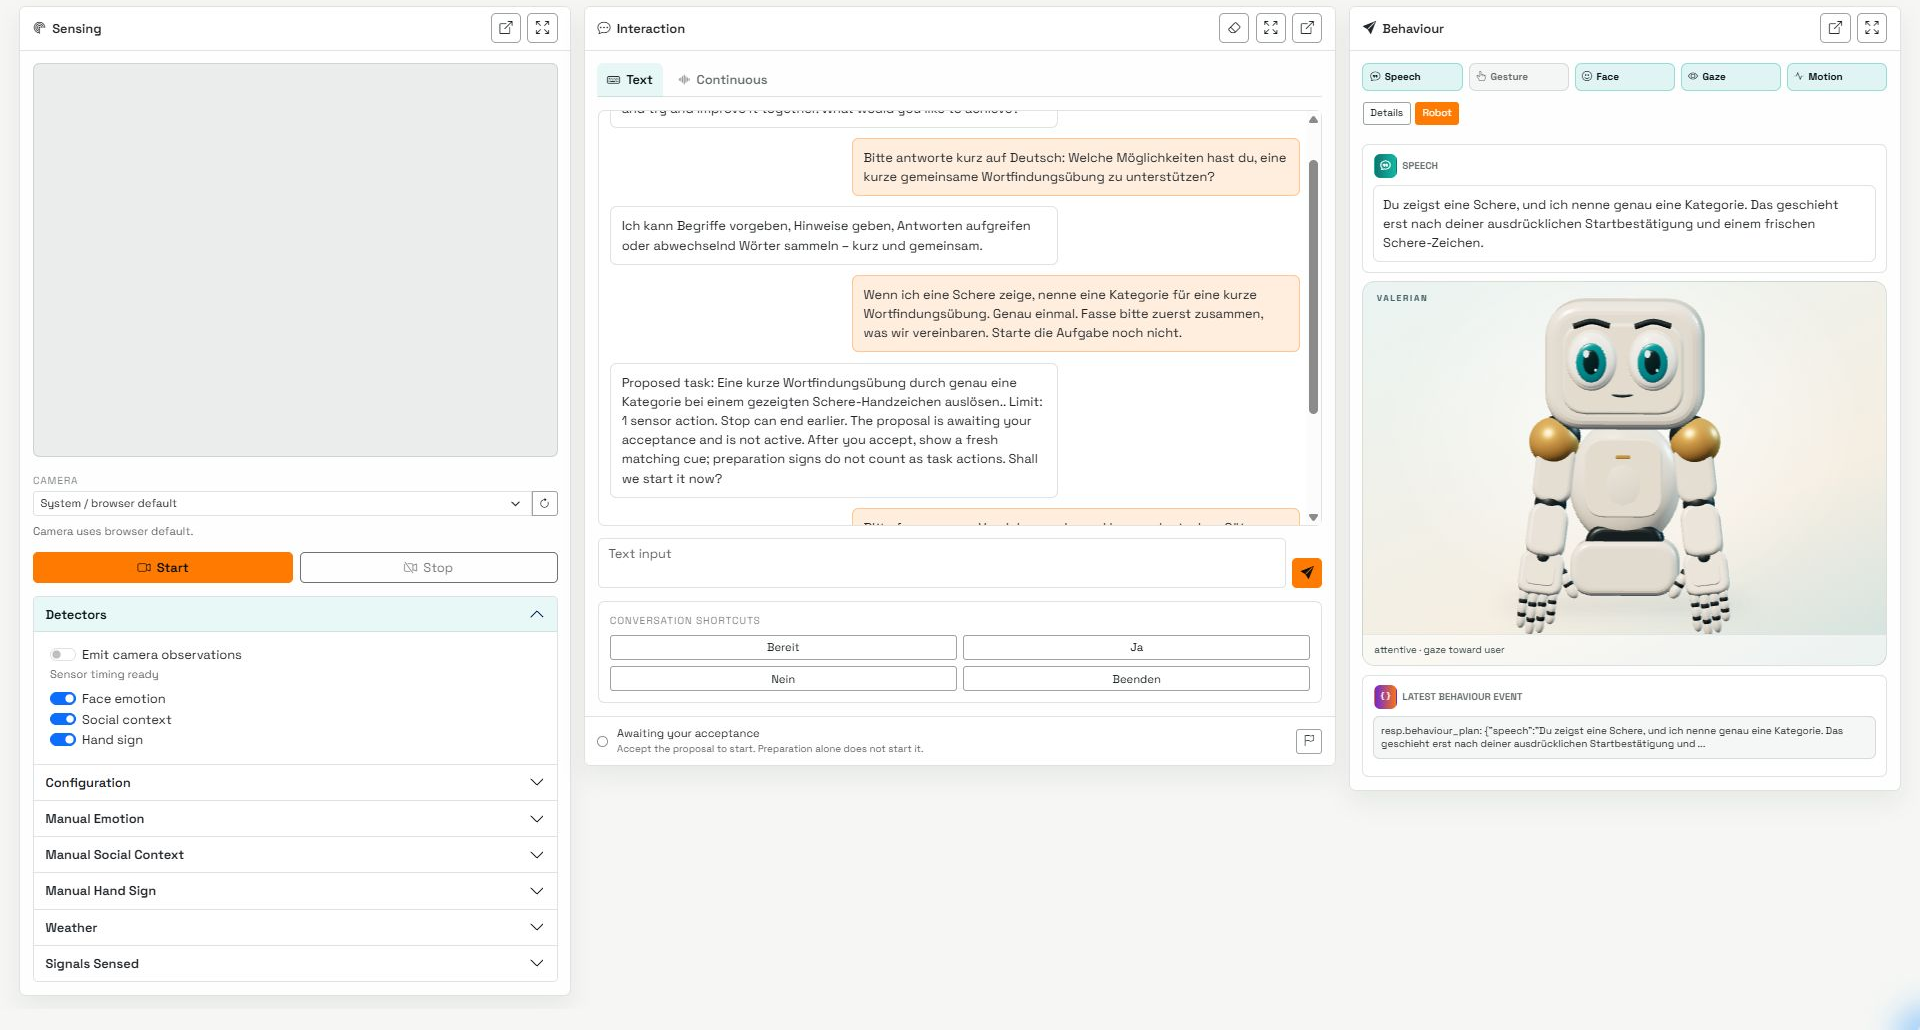 Sensing
CAMERA
System / browser default
Camera uses browser default.
Start
Stop
Detectors
Emit camera observations
Sensor timing ready
Face emotion
Social context
Hand sign
Configuration
Manual Emotion
Manual Social Context
Manual Hand Sign
Weather
Signals Sensed
Interaction
Text
Continuous
and try and improve it together. What would you like to achieve?
Bitte antworte kurz auf Deutsch: Welche Möglichkeiten hast du, eine
kurze gemeinsame Wortfindungsübung zu unterstützen?
Ich kann Begriffe vorgeben, Hinweise geben, Antworten aufgreifen
oder abwechselnd Wörter sammeln – kurz und gemeinsam.
Wenn ich eine Schere zeige, nenne eine Kategorie für eine kurze
Wortfindungsübung. Genau einmal. Fasse bitte zuerst zusammen,
was wir vereinbaren. Starte die Aufgabe noch nicht.
Proposed task: Eine kurze Wortfindungsübung durch genau eine
Kategorie bei einem gezeigten Schere-Handzeichen auslösen.. Limit:
1 sensor action. Stop can end earlier. The proposal is awaiting your
acceptance and is not active. After you accept, show a fresh
matching cue; preparation signs do not count as task actions. Shall
we start it now?
Text input
CONVERSATION SHORTCUTS
Bereit
Ja
Nein
Beenden
Awaiting your acceptance
Accept the proposal to start. Preparation alone does not start it.
Behaviour
Speech
Gesture
Face
Gaze
Motion
Details
Robot
SPEECH
Du zeigst eine Schere, und ich nenne genau eine Kategorie. Das geschieht
erst nach deiner ausdrücklichen Startbestätigung und einem frischen
Schere-Zeichen.
VALERIAN
attentive · gaze toward user
LATEST BEHAVIOUR EVENT
resp.behaviour_plan: {"speech":"Du zeigst eine Schere, und ich nenne genau eine Kategorie. Das
geschieht erst nach deiner ausdrücklichen Startbestätigung und ...